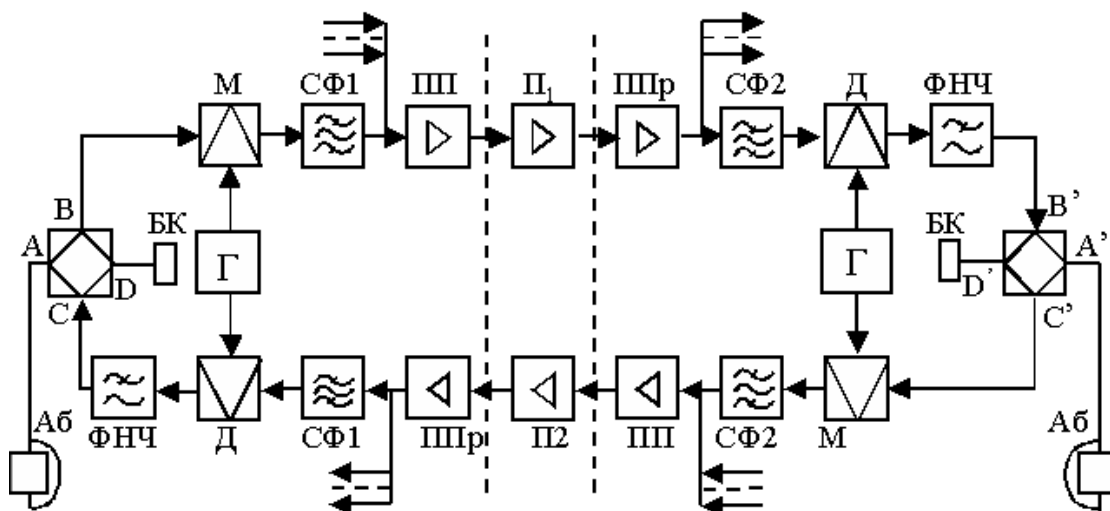 М СФ1 ПП П1 ППр СФ2 Д ФНЧ
В БК БК В’
А Г Г А’
D D’
С С’
Аб Аб
ФНЧ Д СФ1 ППр П2 ПП СФ2 М